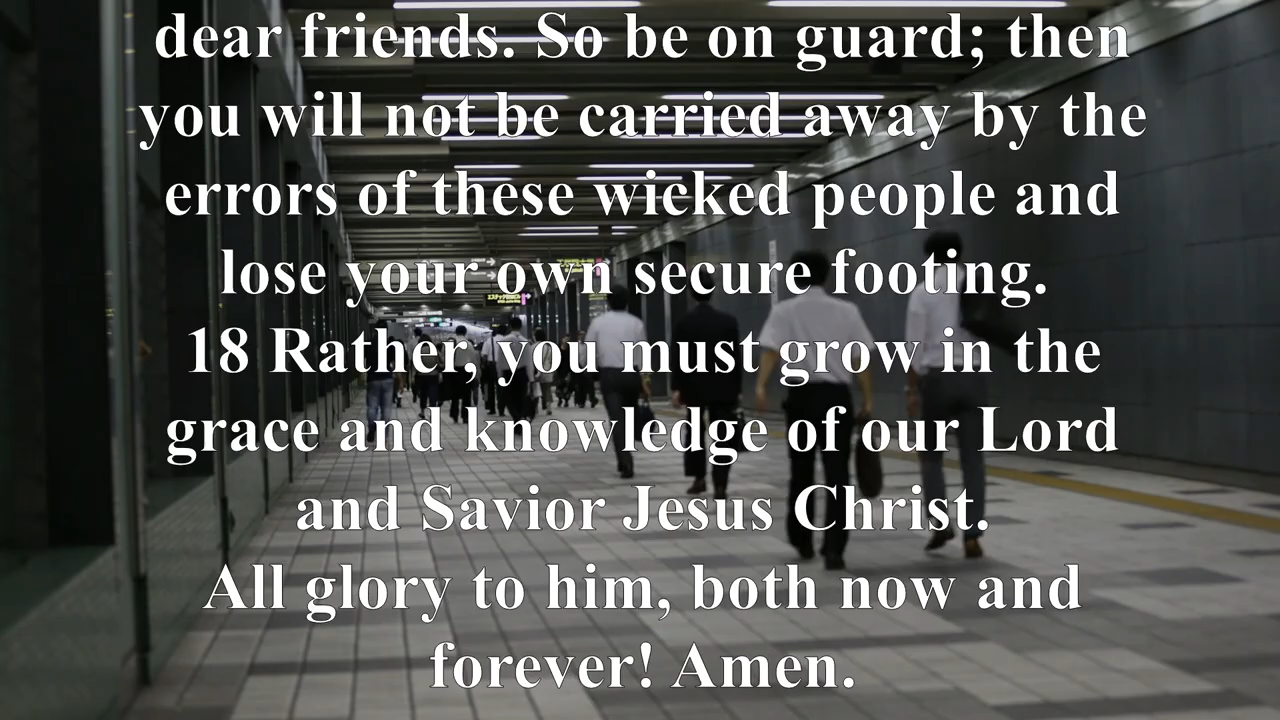 dear friends. So be on guard; then
you will not be carried away by the
errors of these wicked people and
lose your own secure footing.
18 Rather, you must grow in the
grace and knowledge of our Lord
and Savior Jesus Christ.
All glory to him, both now and
forever! Amen.